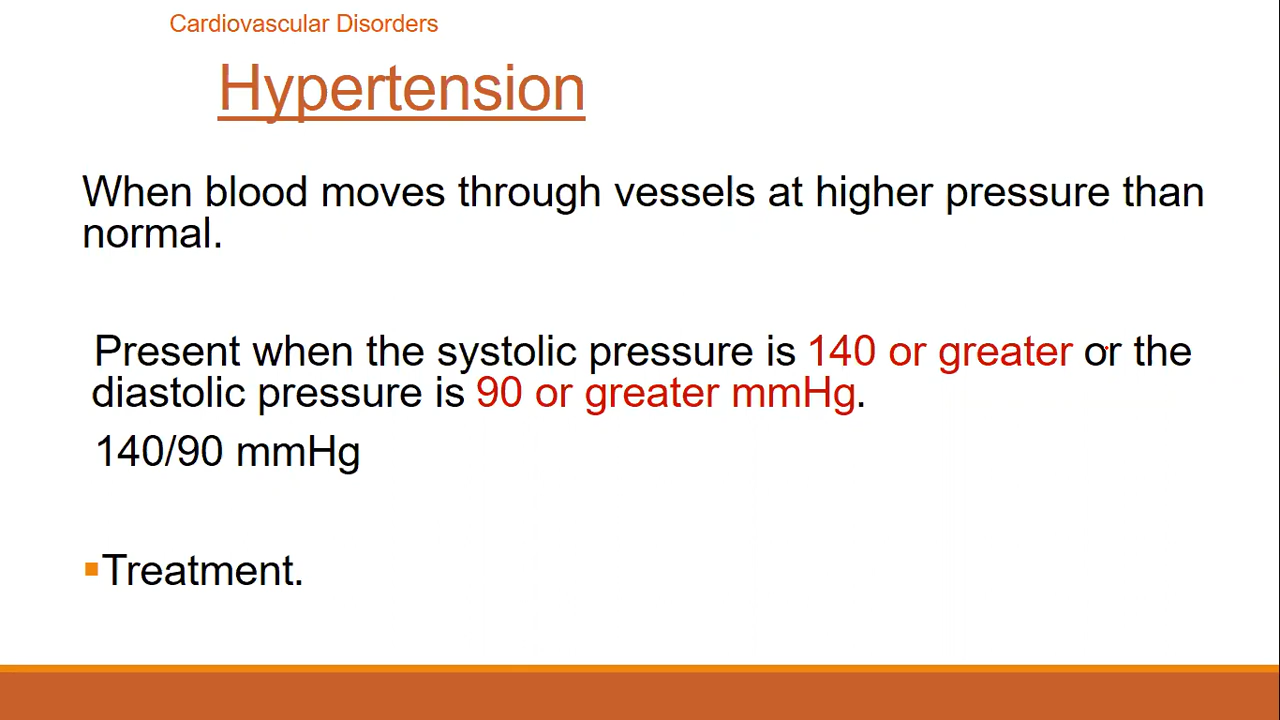 Cardiovascular Disorders
Hypertension
When blood moves through vessels at higher pressure than
normal.
Present when the systolic pressure is 140 or greater or the
diastolic pressure is 90 or greater mmHg.
140/90 mmHg
▪Treatment.